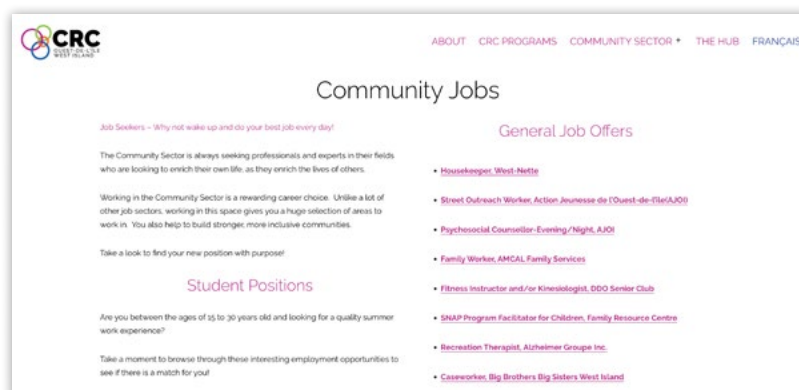 CRC
OUEST-DE-L'ÎLE
WEST ISLAND
ABOUT CRC PROGRAMS COMMUNITY SECTOR + THE HUB FRANÇAIS
Community Jobs
Job Seekers – Why not wake up and do your best job every day!
The Community Sector is always seeking professionals and experts in their fields
who are looking to enrich their own life, as they enrich the lives of others.
Working in the Community Sector is a rewarding career choice. Unlike a lot of
other job sectors, working in this space gives you a huge selection of areas to
work in. You also help to build stronger, more inclusive communities.
Take a look to find your new position with purpose!
Student Positions
Are you between the ages of 15 to 30 years old and looking for a quality summer
work experience?
Take a moment to browse through these interesting employment opportunities to
see if there is a match for you!
General Job Offers
• Housekeeper, West-Nette
• Street Outreach Worker, Action Jeunesse de l'Ouest-de-l'île(AJOI)
• Psychosocial Counsellor-Evening/Night, AJOI
• Family Worker, AMCAL Family Services
• Fitness Instructor and/or Kinesiologist, DDO Senior Club
• SNAP Program Facilitator for Children, Family Resource Centre
• Recreation Therapist, Alzheimer Groupe Inc.
• Caseworker, Big Brothers Big Sisters West Island